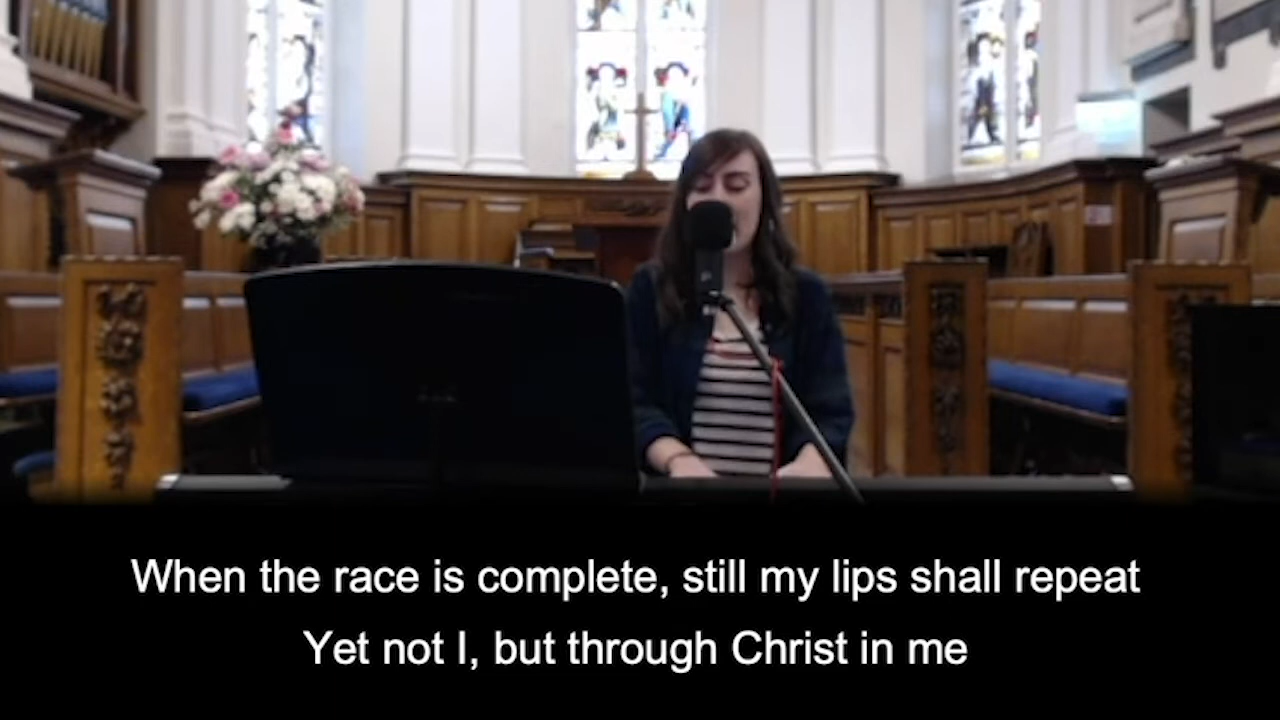 When the race is complete, still my lips shall repeat
Yet not I, but through Christ in me